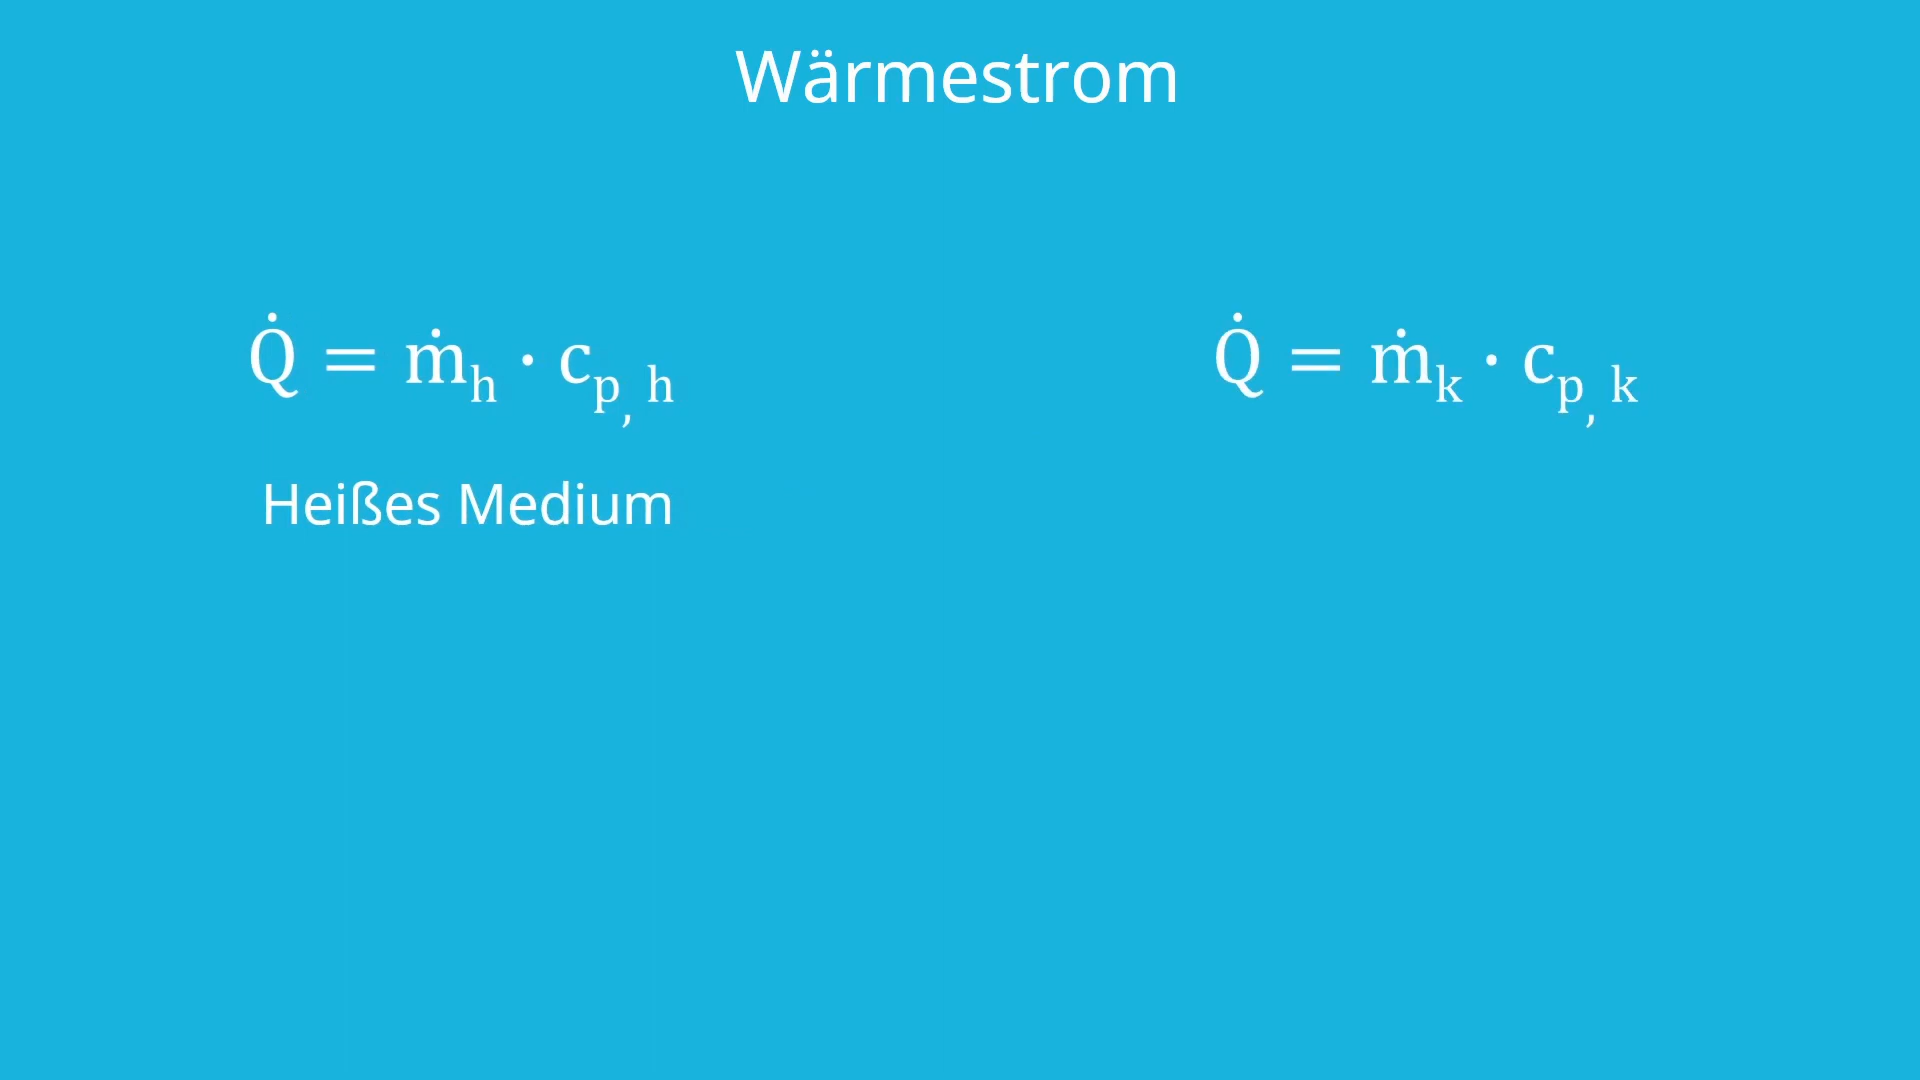 Wärmestrom
Q̇ = ṁₕ · cₚ, ₕ
Q̇ = ṁₖ · cₚ, ₖ
Heißes Medium